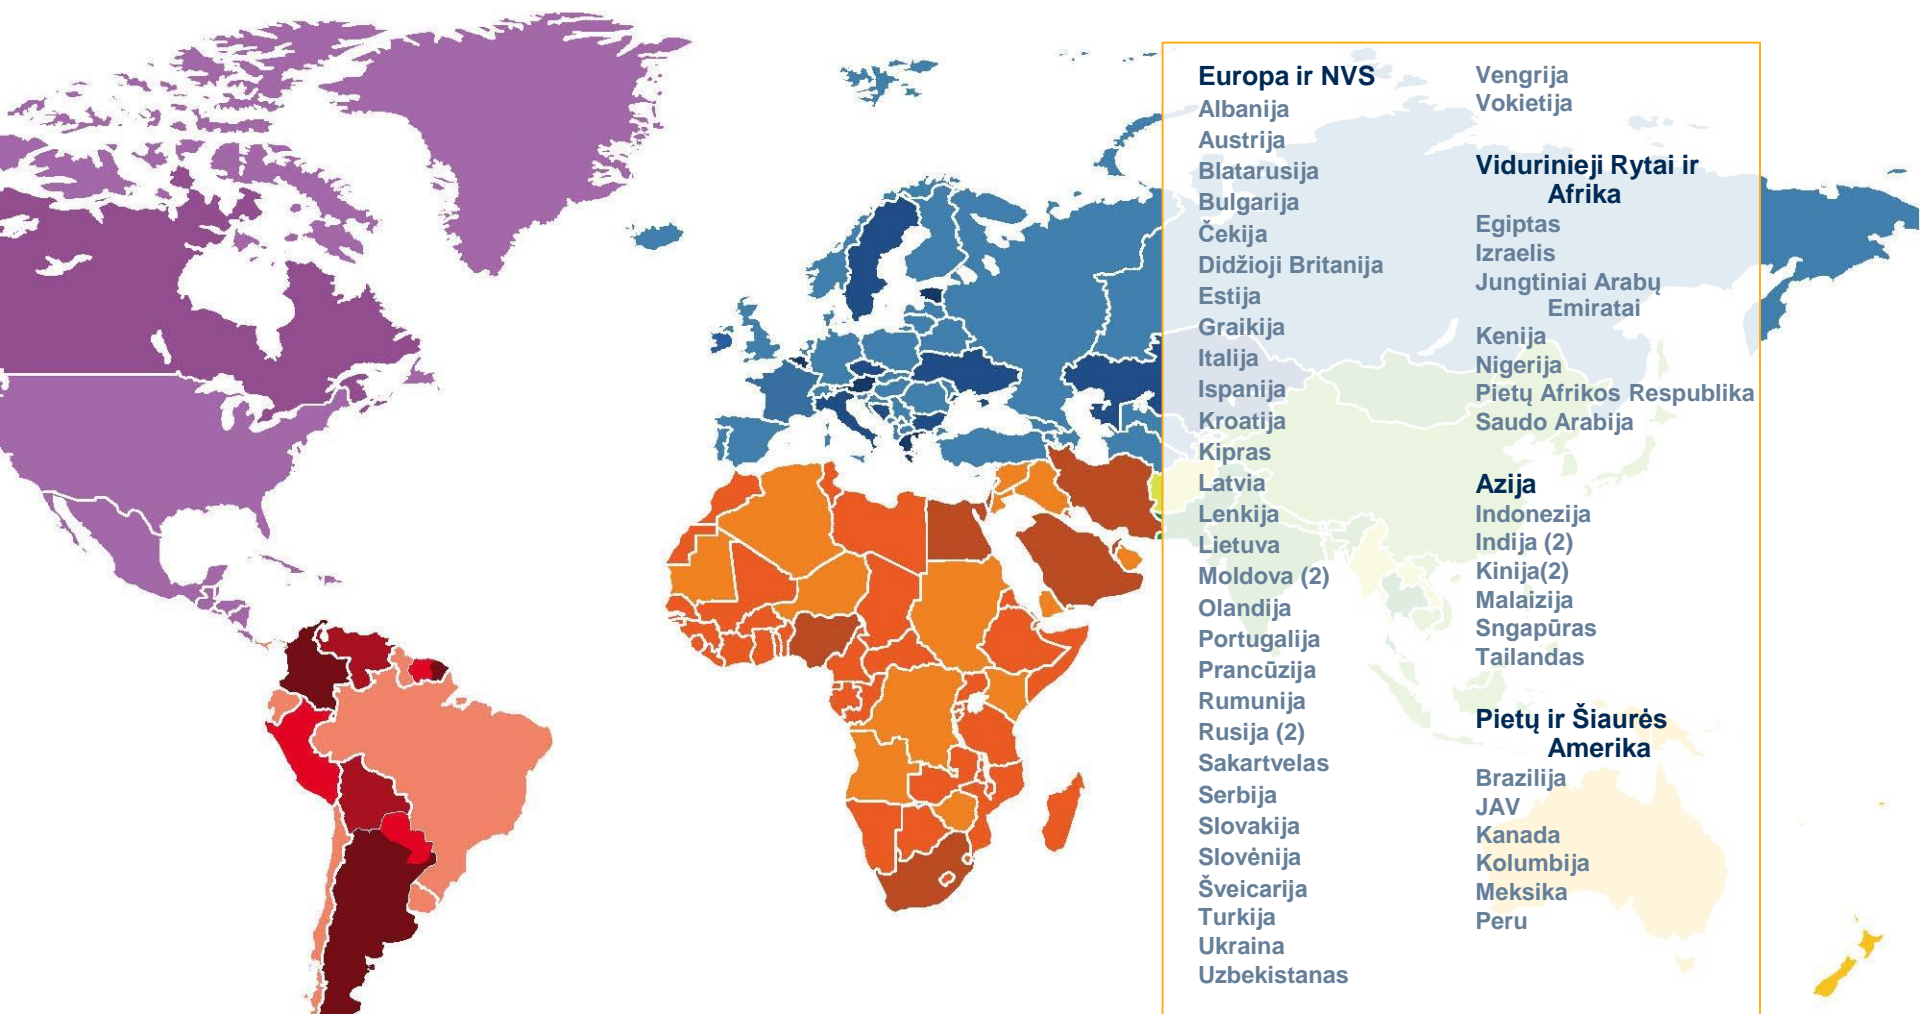 Europa ir NVS
Albanija
Austrija
Blatarusija
Bulgarija
Čekija
Didžioji Britanija
Estija
Graikija
Italija
Ispanija
Kroatija
Kipras
Latvia
Lenkija
Lietuva
Moldova (2)
Olandija
Portugalija
Prancūzija
Rumunija
Rusija (2)
Sakartvelas
Serbija
Slovakija
Slovėnija
Šveicarija
Turkija
Ukraina
Uzbekistanas
Vengrija
Vokietija
Vidurinieji Rytai ir
Afrika
Egiptas
Izraelis
Jungtiniai Arabų
Emiratai
Kenija
Nigerija
Pietų Afrikos Respublika
Saudo Arabija
Azija
Indonezija
Indija (2)
Kinija(2)
Malaizija
Sngapūras
Tailandas
Pietų ir Šiaurės
Amerika
Brazilija
JAV
Kanada
Kolumbija
Meksika
Peru